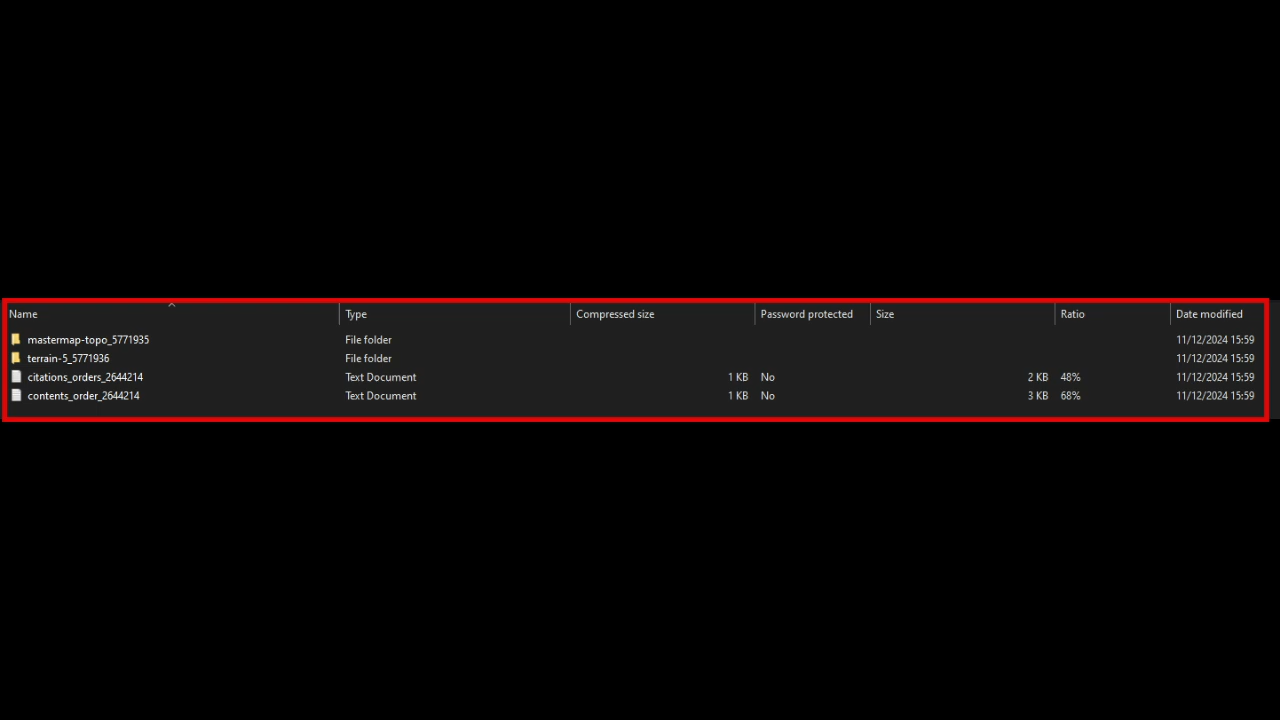 Name Type Compressed size Password protected Size Ratio Date modified
mastermap-topo_5771935 File folder 11/12/2024 15:59
terrain-5_5771936 File folder 11/12/2024 15:59
citations_orders_2644214 Text Document 1 KB No 2 KB 48% 11/12/2024 15:59
contents_order_2644214 Text Document 1 KB No 3 KB 68% 11/12/2024 15:59